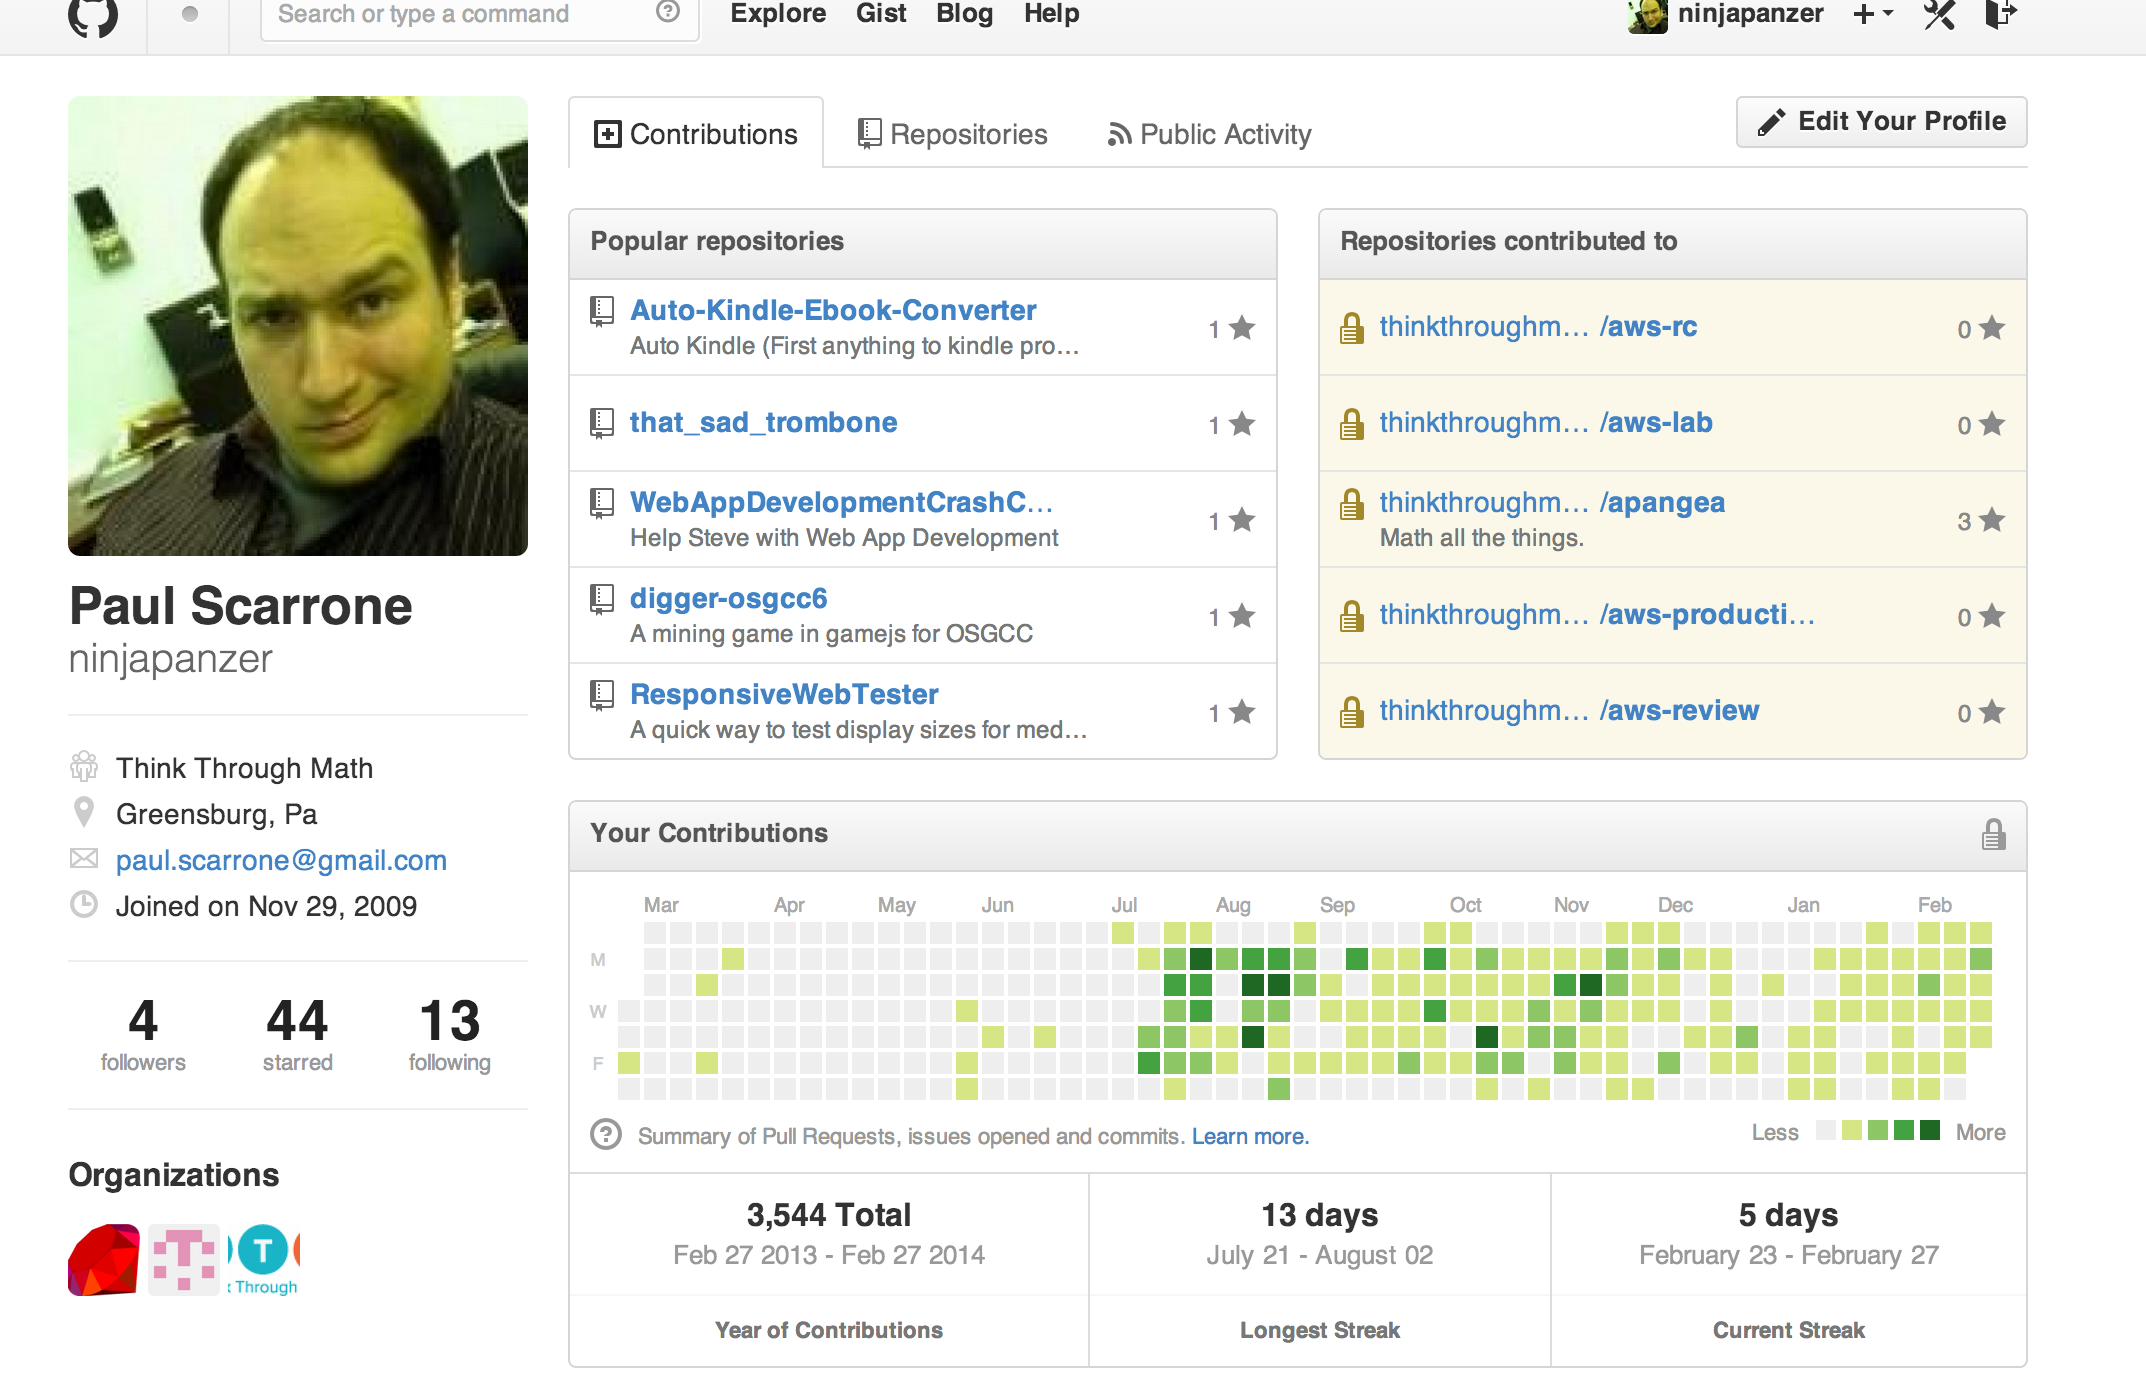 Search or type a command
Explore Gist Blog Help
ninjapanzer
Contributions
Repositories
Public Activity
Edit Your Profile
Paul Scarrone
ninjapanzer
Think Through Math
Greensburg, Pa
paul.scarrone@gmail.com
Joined on Nov 29, 2009
4 44 13
followers starred following
Organizations
T
Through
Popular repositories
Auto-Kindle-Ebook-Converter
Auto Kindle (First anything to kindle pro…
1
that_sad_trombone
1
WebAppDevelopmentCrashC…
Help Steve with Web App Development
1
digger-osgcc6
A mining game in gamejs for OSGCC
1
ResponsiveWebTester
A quick way to test display sizes for med…
1
Repositories contributed to
thinkthroughm… /aws-rc
0
thinkthroughm… /aws-lab
0
thinkthroughm… /apangea
Math all the things.
3
thinkthroughm… /aws-producti…
0
thinkthroughm… /aws-review
0
Your Contributions
Mar Apr May Jun Jul Aug Sep Oct Nov Dec Jan Feb
M
W
F
Summary of Pull Requests, issues opened and commits. Learn more.
Less More
3,544 Total
Feb 27 2013 - Feb 27 2014
Year of Contributions
13 days
July 21 - August 02
Longest Streak
5 days
February 23 - February 27
Current Streak